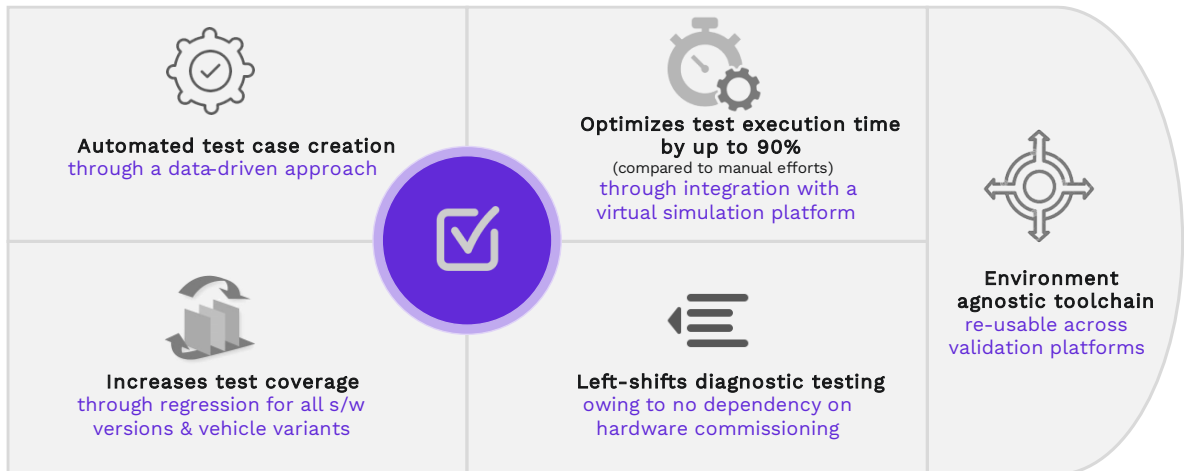 Automated test case creation
through a data-driven approach
Optimizes test execution time
by up to 90%
(compared to manual efforts)
through integration with a
virtual simulation platform
Increases test coverage
through regression for all s/w
versions & vehicle variants
Left-shifts diagnostic testing
owing to no dependency on
hardware commissioning
Environment
agnostic toolchain
re-usable across
validation platforms